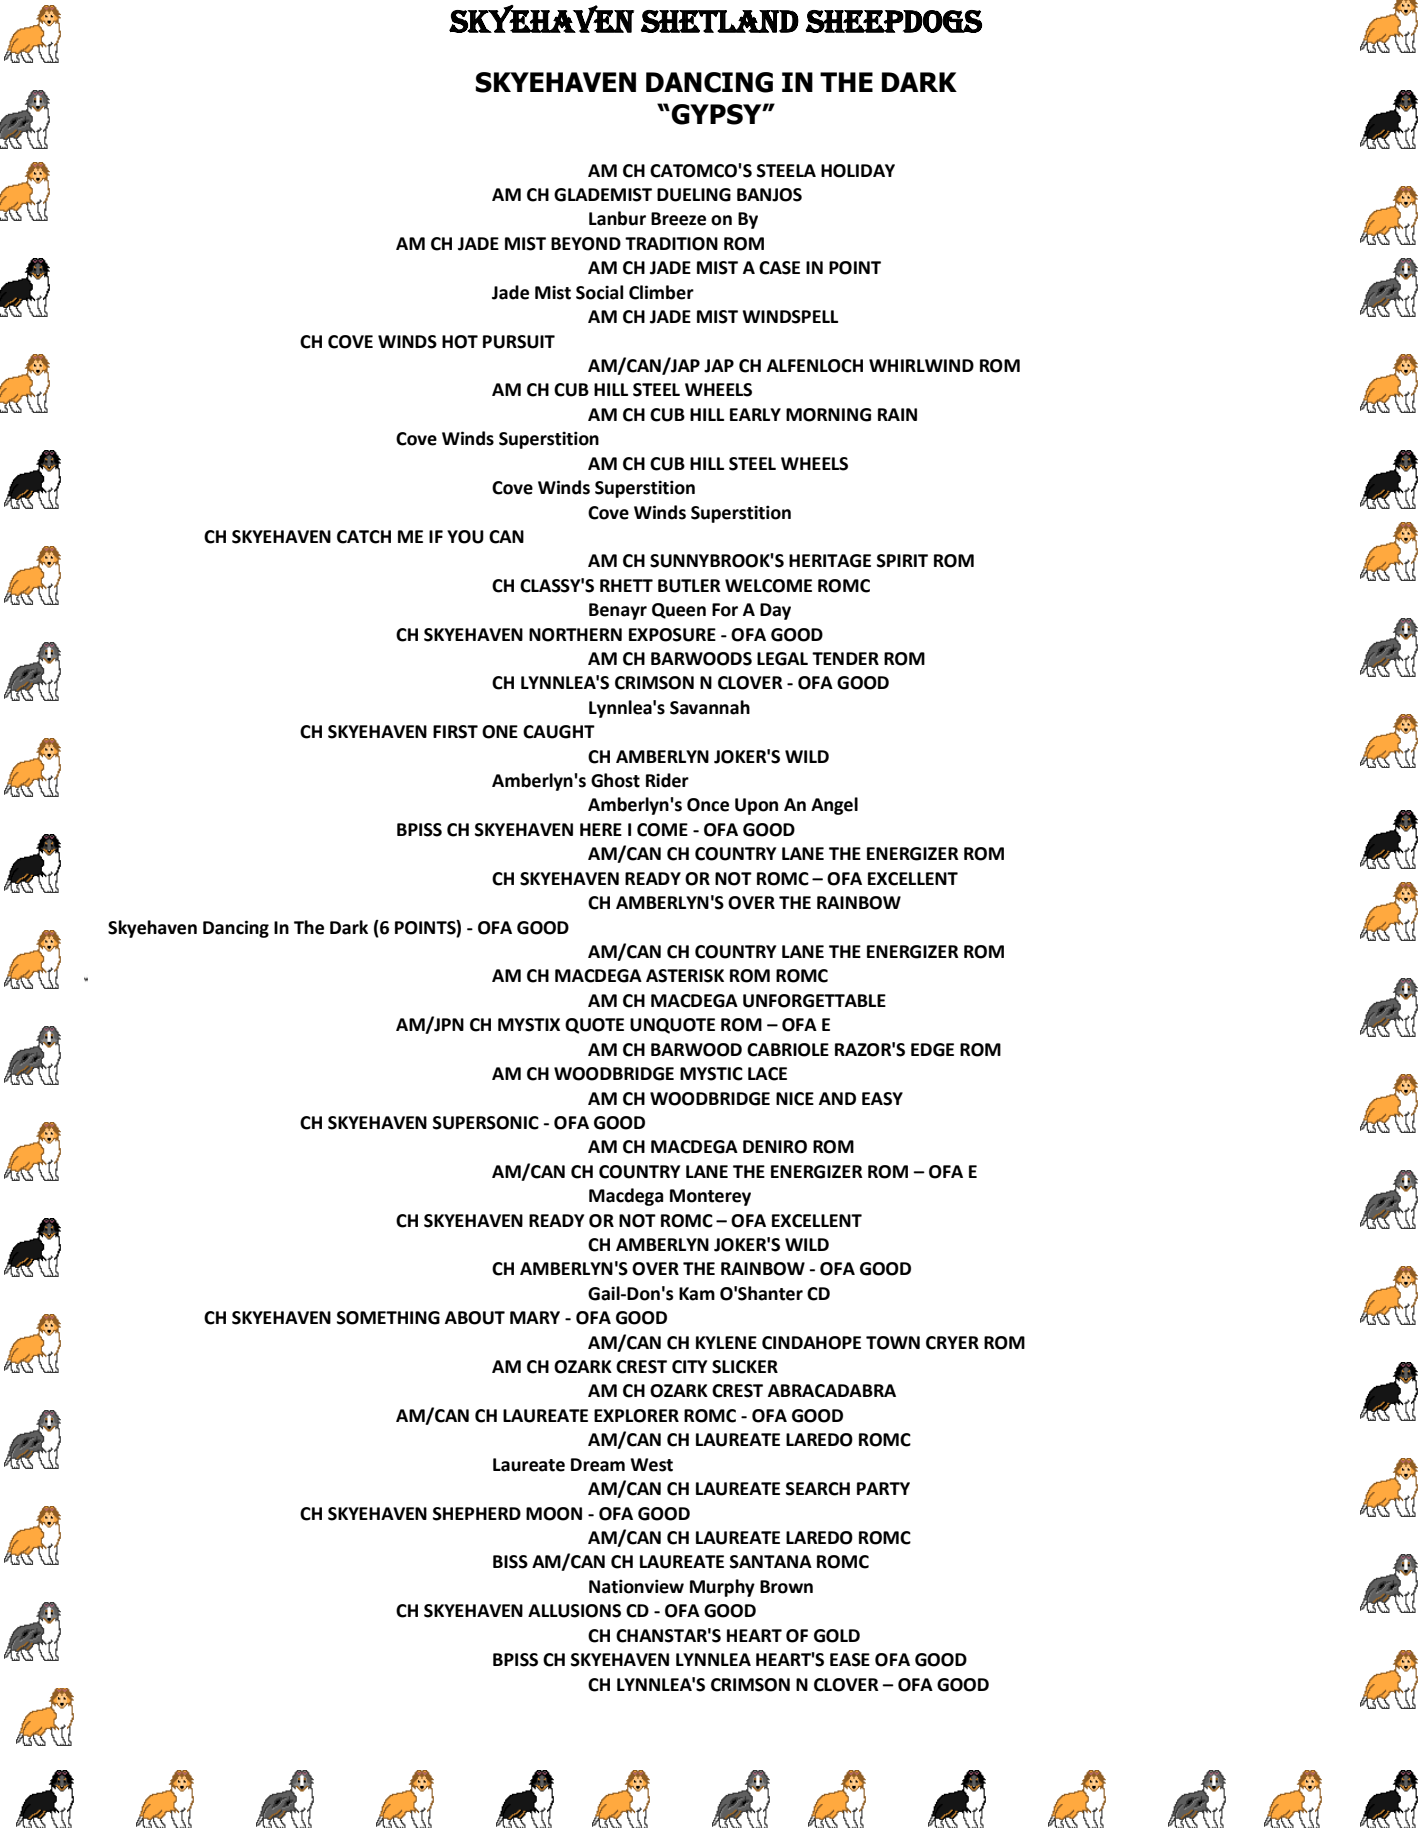 SKYEHAVEN SHETLAND SHEEPDOGS
SKYEHAVEN DANCING IN THE DARK
“GYPSY”
AM CH CATOMCO'S STEELA HOLIDAY
AM CH GLADEMIST DUELING BANJOS
Lanbur Breeze on By
AM CH JADE MIST BEYOND TRADITION ROM
AM CH JADE MIST A CASE IN POINT
Jade Mist Social Climber
AM CH JADE MIST WINDSPELL
CH COVE WINDS HOT PURSUIT
AM/CAN/JAP JAP CH ALFENLOCH WHIRLWIND ROM
AM CH CUB HILL STEEL WHEELS
AM CH CUB HILL EARLY MORNING RAIN
Cove Winds Superstition
AM CH CUB HILL STEEL WHEELS
Cove Winds Superstition
Cove Winds Superstition
CH SKYEHAVEN CATCH ME IF YOU CAN
AM CH SUNNYBROOK'S HERITAGE SPIRIT ROM
CH CLASSY'S RHETT BUTLER WELCOME ROMC
Benayr Queen For A Day
CH SKYEHAVEN NORTHERN EXPOSURE - OFA GOOD
AM CH BARWOODS LEGAL TENDER ROM
CH LYNNLEA'S CRIMSON N CLOVER - OFA GOOD
Lynnlea's Savannah
CH SKYEHAVEN FIRST ONE CAUGHT
CH AMBERLYN JOKER'S WILD
Amberlyn's Ghost Rider
Amberlyn's Once Upon An Angel
BPISS CH SKYEHAVEN HERE I COME - OFA GOOD
AM/CAN CH COUNTRY LANE THE ENERGIZER ROM
CH SKYEHAVEN READY OR NOT ROMC – OFA EXCELLENT
CH AMBERLYN'S OVER THE RAINBOW
Skyehaven Dancing In The Dark (6 POINTS) - OFA GOOD
AM/CAN CH COUNTRY LANE THE ENERGIZER ROM
AM CH MACDEGA ASTERISK ROM ROMC
AM CH MACDEGA UNFORGETTABLE
AM/JPN CH MYSTIX QUOTE UNQUOTE ROM – OFA E
AM CH BARWOOD CABRIOLE RAZOR'S EDGE ROM
AM CH WOODBRIDGE MYSTIC LACE
AM CH WOODBRIDGE NICE AND EASY
CH SKYEHAVEN SUPERSONIC - OFA GOOD
AM CH MACDEGA DENIRO ROM
AM/CAN CH COUNTRY LANE THE ENERGIZER ROM – OFA E
Macdega Monterey
CH SKYEHAVEN READY OR NOT ROMC – OFA EXCELLENT
CH AMBERLYN JOKER'S WILD
CH AMBERLYN'S OVER THE RAINBOW - OFA GOOD
Gail-Don's Kam O'Shanter CD
CH SKYEHAVEN SOMETHING ABOUT MARY - OFA GOOD
AM/CAN CH KYLENE CINDAHOPE TOWN CRYER ROM
AM CH OZARK CREST CITY SLICKER
AM CH OZARK CREST ABRACADABRA
AM/CAN CH LAUREATE EXPLORER ROMC - OFA GOOD
AM/CAN CH LAUREATE LAREDO ROMC
Laureate Dream West
AM/CAN CH LAUREATE SEARCH PARTY
CH SKYEHAVEN SHEPHERD MOON - OFA GOOD
AM/CAN CH LAUREATE LAREDO ROMC
BISS AM/CAN CH LAUREATE SANTANA ROMC
Nationview Murphy Brown
CH SKYEHAVEN ALLUSIONS CD - OFA GOOD
CH CHANSTAR'S HEART OF GOLD
BPISS CH SKYEHAVEN LYNNLEA HEART'S EASE OFA GOOD
CH LYNNLEA'S CRIMSON N CLOVER – OFA GOOD